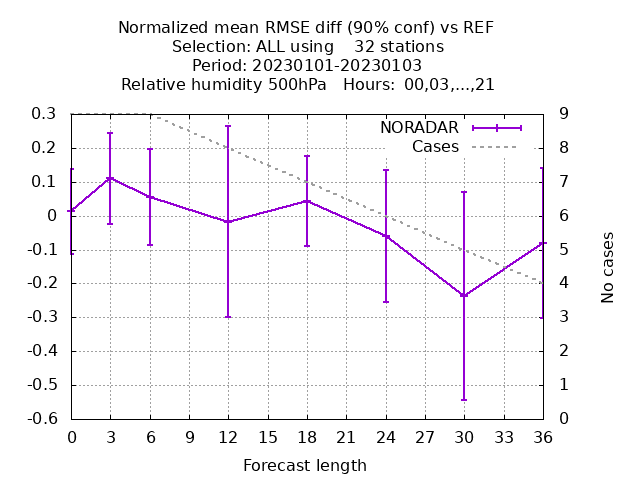 Normalized mean RMSE diff (90% conf) vs REF
Selection: ALL using    32 stations
Period: 20230101-20230103
Relative humidity 500hPa   Hours:  00,03,...,21
NORADAR
Cases
0.3
0.2
0.1
0
-0.1
-0.2
-0.3
-0.4
-0.5
-0.6
9
8
7
6
5
4
3
2
1
0
No cases
0 3 6 9 12 15 18 21 24 27 30 33 36
Forecast length